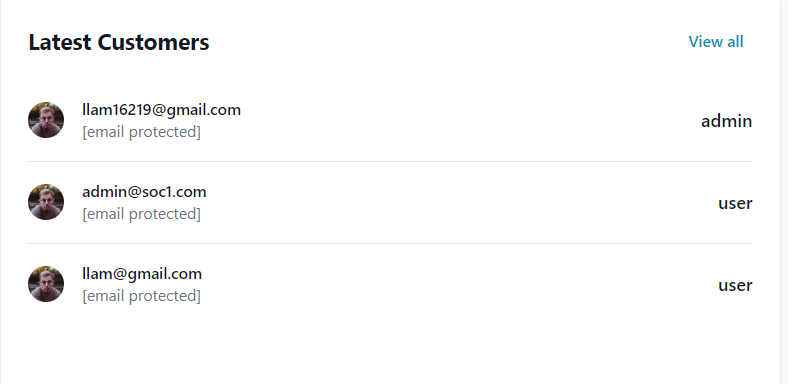 Latest Customers
View all
llam16219@gmail.com
[email protected]
admin
admin@soc1.com
[email protected]
user
llam@gmail.com
[email protected]
user